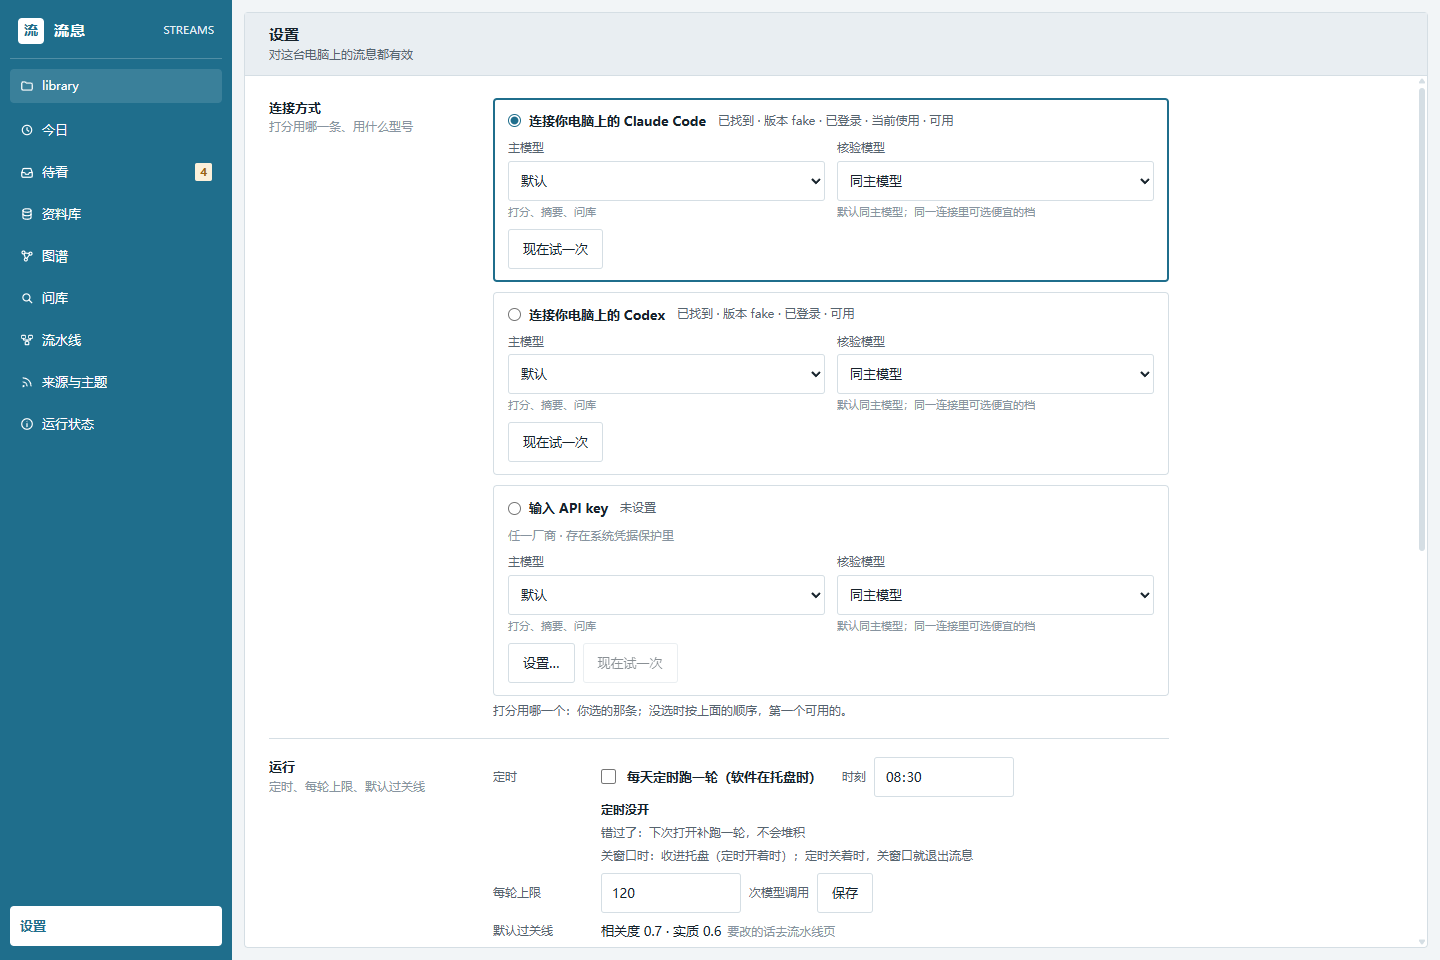 流 流息 STREAMS
library
今日
待看 4
资料库
图谱
问库
流水线
来源与主题
运行状态
设置
设置
对这台电脑上的流息都有效
连接方式
打分用哪一条、用什么型号
连接你电脑上的 Claude Code 已找到 · 版本 fake · 已登录 · 当前使用 · 可用
主模型 核验模型
默认 同主模型
打分、摘要、问库 默认同主模型；同一连接里可选便宜的档
现在试一次
连接你电脑上的 Codex 已找到 · 版本 fake · 已登录 · 可用
主模型 核验模型
默认 同主模型
打分、摘要、问库 默认同主模型；同一连接里可选便宜的档
现在试一次
输入 API key 未设置
任一厂商 · 存在系统凭据保护里
主模型 核验模型
默认 同主模型
打分、摘要、问库 默认同主模型；同一连接里可选便宜的档
设置... 现在试一次
打分用哪一个：你选的那条；没选时按上面的顺序，第一个可用的。
运行
定时、每轮上限、默认过关线
定时 每天定时跑一轮（软件在托盘时） 时刻 08:30
定时没开
错过了：下次打开补跑一轮，不会堆积
关窗口时：收进托盘（定时开着时）；定时关着时，关窗口就退出流息
每轮上限 120 次模型调用 保存
默认过关线 相关度 0.7 · 实质 0.6 要改的话去流水线页